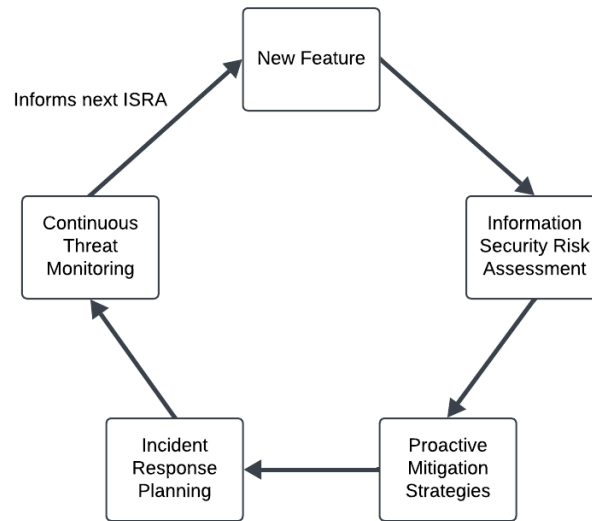 New Feature
Informs next ISRA
Continuous
Threat
Monitoring
Information
Security Risk
Assessment
Incident
Response
Planning
Proactive
Mitigation
Strategies